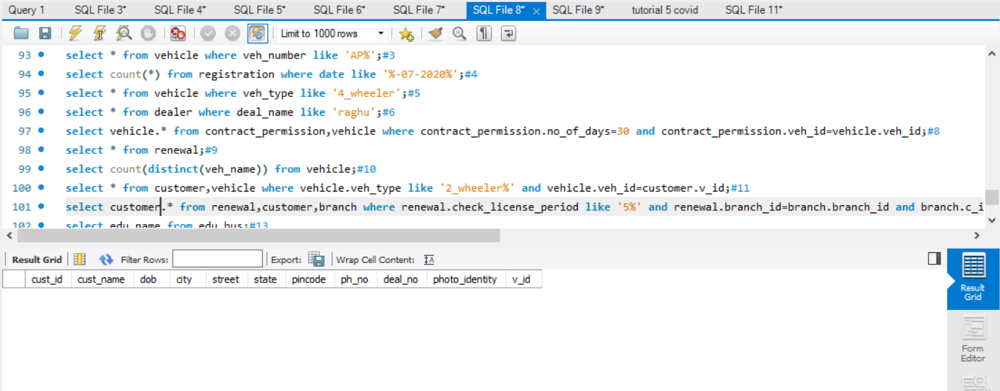 Query 1 SQL File 3* SQL File 4* SQL File 5* SQL File 6* SQL File 7* SQL File 8* × SQL File 9* tutorial 5 covid SQL File 11*
Limit to 1000 rows
93 select * from vehicle where veh_number like 'AP%';#3
94 select count(*) from registration where date like '%-07-2020%';#4
95 select * from vehicle where veh_type like '4_wheeler';#5
96 select * from dealer where deal_name like 'raghu';#6
97 select vehicle.* from contract_permission,vehicle where contract_permission.no_of_days=30 and contract_permission.veh_id=vehicle.veh_id;#8
98 select * from renewal;#9
99 select count(distinct(veh_name)) from vehicle;#10
100 select * from customer,vehicle where vehicle.veh_type like '2_wheeler%' and vehicle.veh_id=customer.v_id;#11
101 select customer.* from renewal,customer,branch where renewal.check_license_period like '5%' and renewal.branch_id=branch.branch_id and branch.c_i
102 select edu_name from edu_bus;#13
Result Grid Filter Rows: Export: Wrap Cell Content:
cust_id cust_name dob city street state pincode ph_no deal_no photo_identity v_id
Result
Grid
Form
Editor